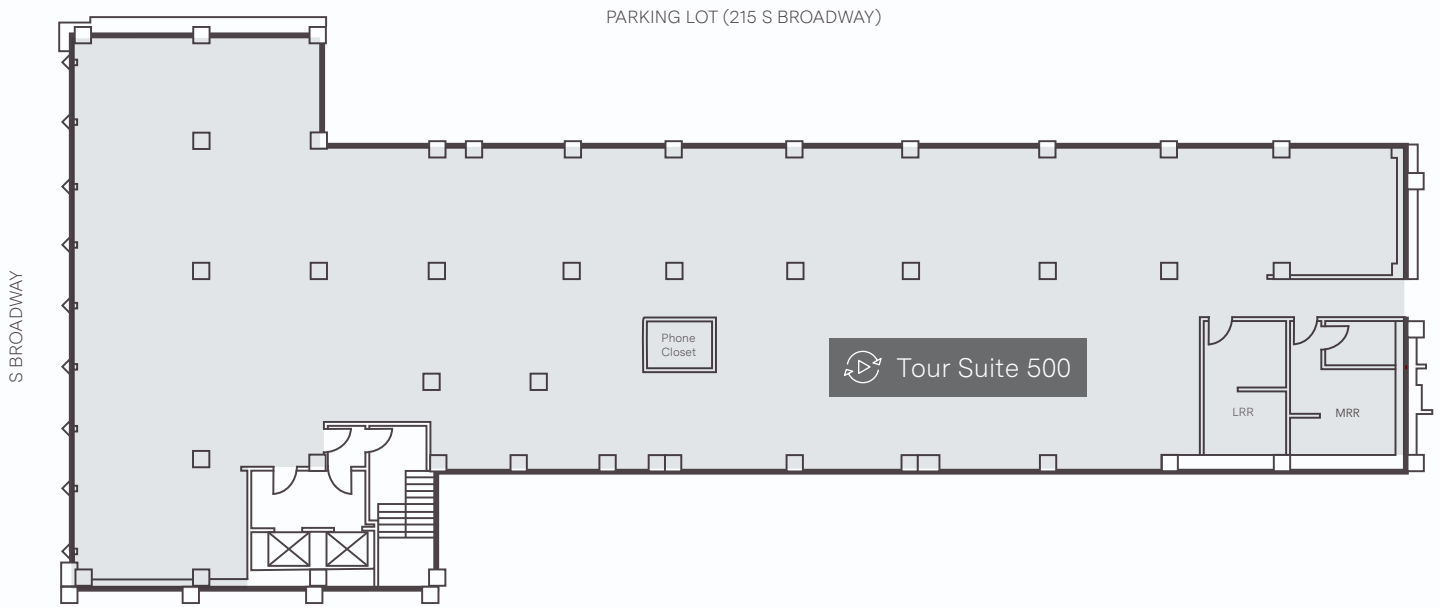 PARKING LOT (215 S BROADWAY)
S BROADWAY
Phone
Closet
Tour Suite 500
LRR
MRR